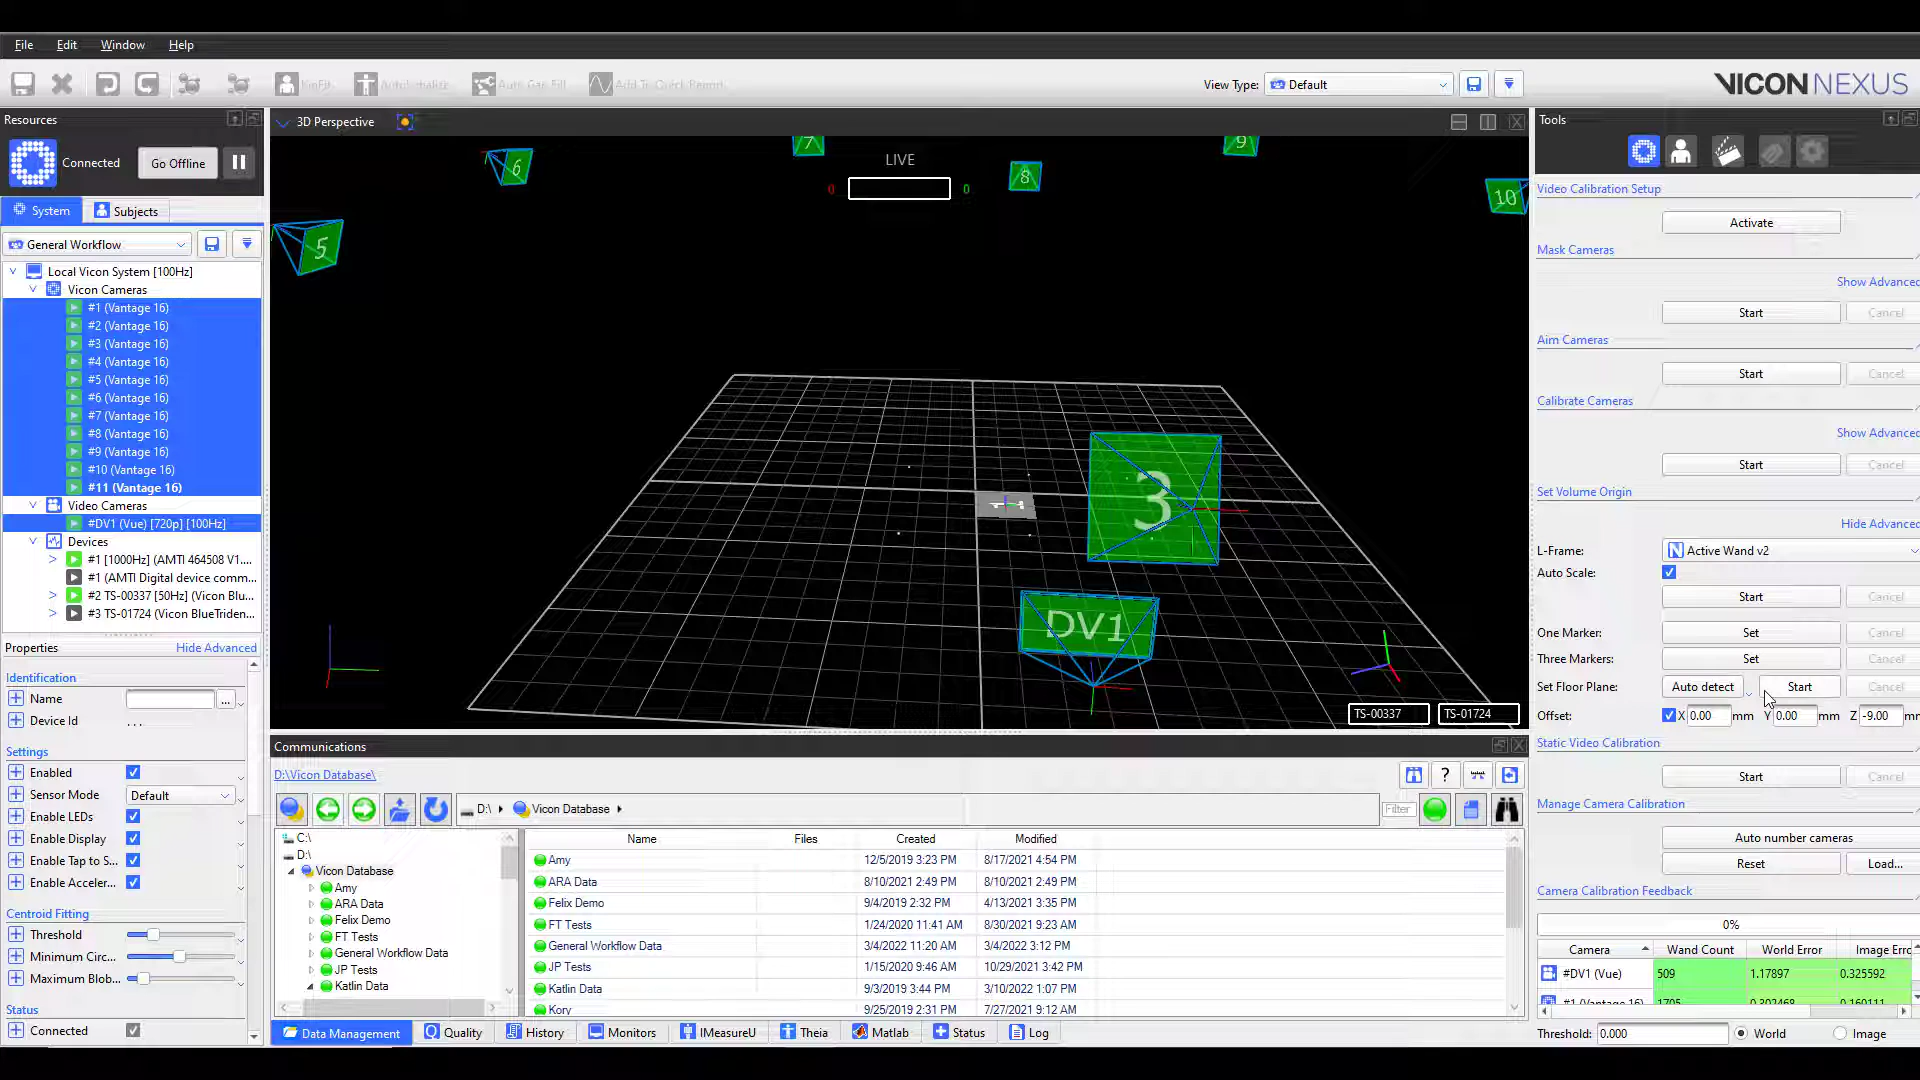 File Edit Window Help
KinFit Auto Gap Fill Add To Quick Report
View Type: Default
VICON NEXUS
Resources
Connected Go Offline
System Subjects
General Workflow
Local Vicon System [100Hz]
Vicon Cameras
#1 (Vantage 16)
#2 (Vantage 16)
#3 (Vantage 16)
#4 (Vantage 16)
#5 (Vantage 16)
#6 (Vantage 16)
#7 (Vantage 16)
#8 (Vantage 16)
#9 (Vantage 16)
#10 (Vantage 16)
#11 (Vantage 16)
Video Cameras
#DV1 (Vue) [720p] [100Hz]
Devices
#1 [1000Hz] (AMTI 464508 V1....
#1 (AMTI Digital device comm...
#2 TS-00337 [50Hz] (Vicon Blu...
#3 TS-01724 (Vicon BlueTriden...
Properties Hide Advanced
Identification
Name ...
Device Id ...
Settings
Enabled
Sensor Mode Default
Enable LEDs
Enable Display
Enable Tap to S...
Enable Acceler...
Centroid Fitting
Threshold
Minimum Circ...
Maximum Blob...
Status
Connected
3D Perspective
LIVE
0 0
5
6
7
8
9
10
3
DV1
TS-00337 TS-01724
Communications
D:\Vicon Database\
D:\ Vicon Database Filter
C:\
D:\
Vicon Database
Amy
ARA Data
Felix Demo
FT Tests
General Workflow Data
JP Tests
Katlin Data
Name Files Created Modified
Amy 12/5/2019 3:23 PM 8/17/2021 4:54 PM
ARA Data 8/10/2021 2:49 PM 8/10/2021 2:49 PM
Felix Demo 9/4/2019 2:32 PM 4/13/2021 3:35 PM
FT Tests 1/24/2020 11:41 AM 8/30/2021 9:23 AM
General Workflow Data 3/4/2022 11:20 AM 3/4/2022 3:12 PM
JP Tests 1/15/2020 9:46 AM 10/29/2021 3:42 PM
Katlin Data 9/3/2019 3:44 PM 3/10/2022 1:07 PM
Kory 9/25/2019 2:31 PM 7/27/2021 9:12 AM
Data Management Quality History Monitors IMeasureU Theia Matlab Status Log
Tools
Video Calibration Setup
Activate
Mask Cameras
Show Advanced
Start Cancel
Aim Cameras
Start Cancel
Calibrate Cameras
Show Advanced
Start Cancel
Set Volume Origin
Hide Advanced
L-Frame: Active Wand v2
Auto Scale:
Start Cancel
One Marker: Set Cancel
Three Markers: Set Cancel
Set Floor Plane: Auto detect Start Cancel
Offset: X 0.00 mm Y 0.00 mm Z -9.00 mm
Static Video Calibration
Start Cancel
Manage Camera Calibration
Auto number cameras
Reset Load...
Camera Calibration Feedback
0%
Camera Wand Count World Error Image Erro
#DV1 (Vue) 509 1.17897 0.325592
#1 (Vantage 16) 1705 0.302468 0.160111
Threshold: 0.000 World Image